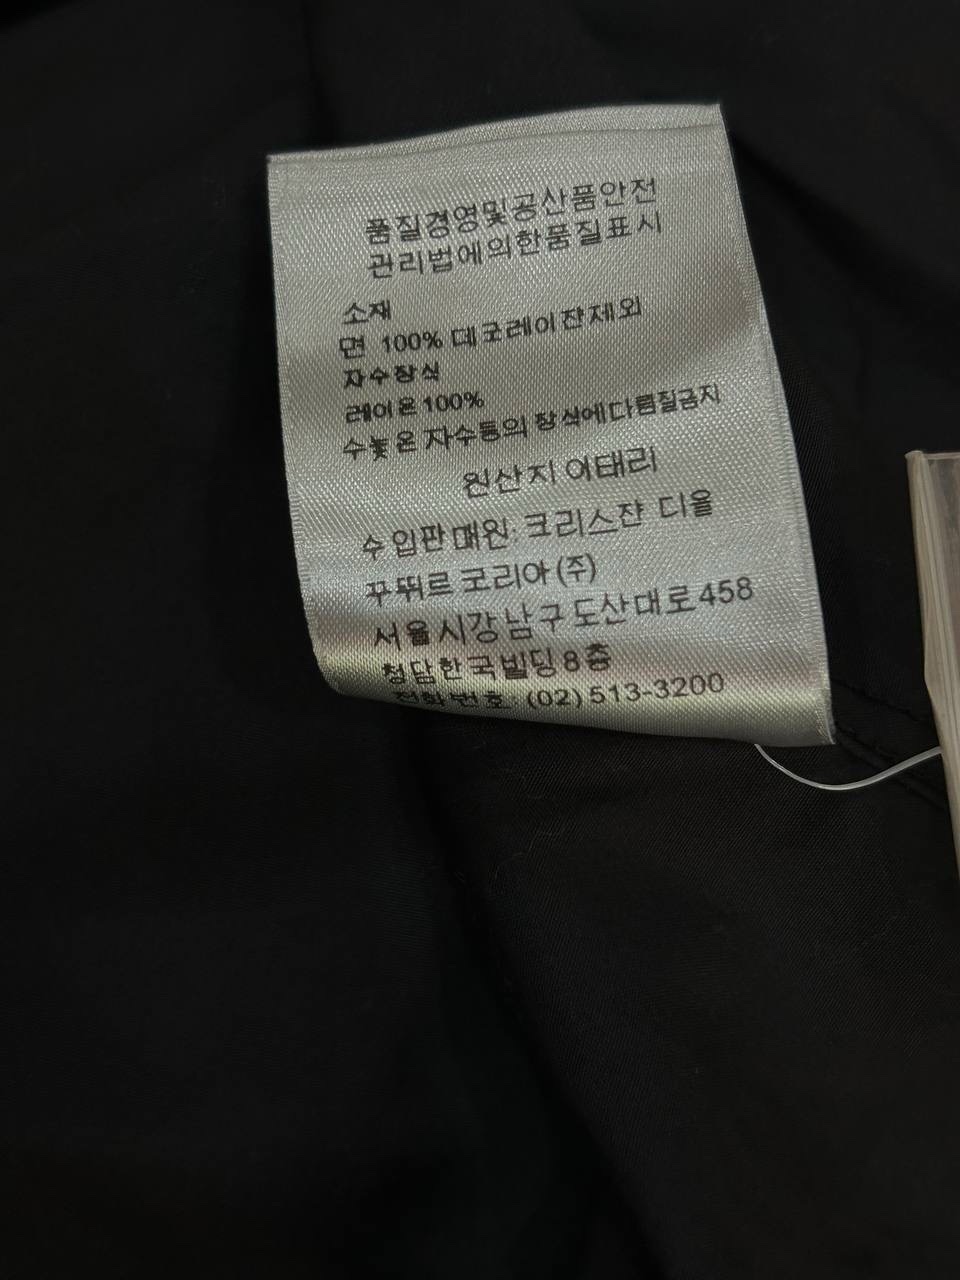 품질경영및공산품안전
관리법에의한품질표시
소재
면 100% 데코레이쟌제외
자수장식
레이온100%
수놓은 자수등의 장식에다름질금지
원산지 이태리
수입판매원: 크리스쟌 디올
꾸뛰르 코리아(주)
서울시강남구도산대로458
청담한국빌딩8층
전화번호: (02)513-3200